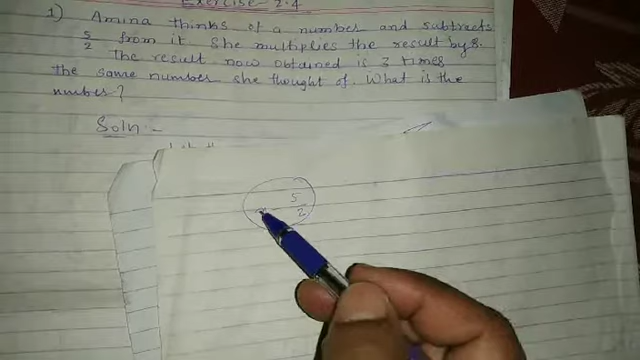 Exercise - 2.4
1) Amina thinks of a number and subtracts
5/2 from it she multiplies the result by 8.
The result now obtained is 3 times
the same number she thought of. What is the
number?
Soln :-
5
2